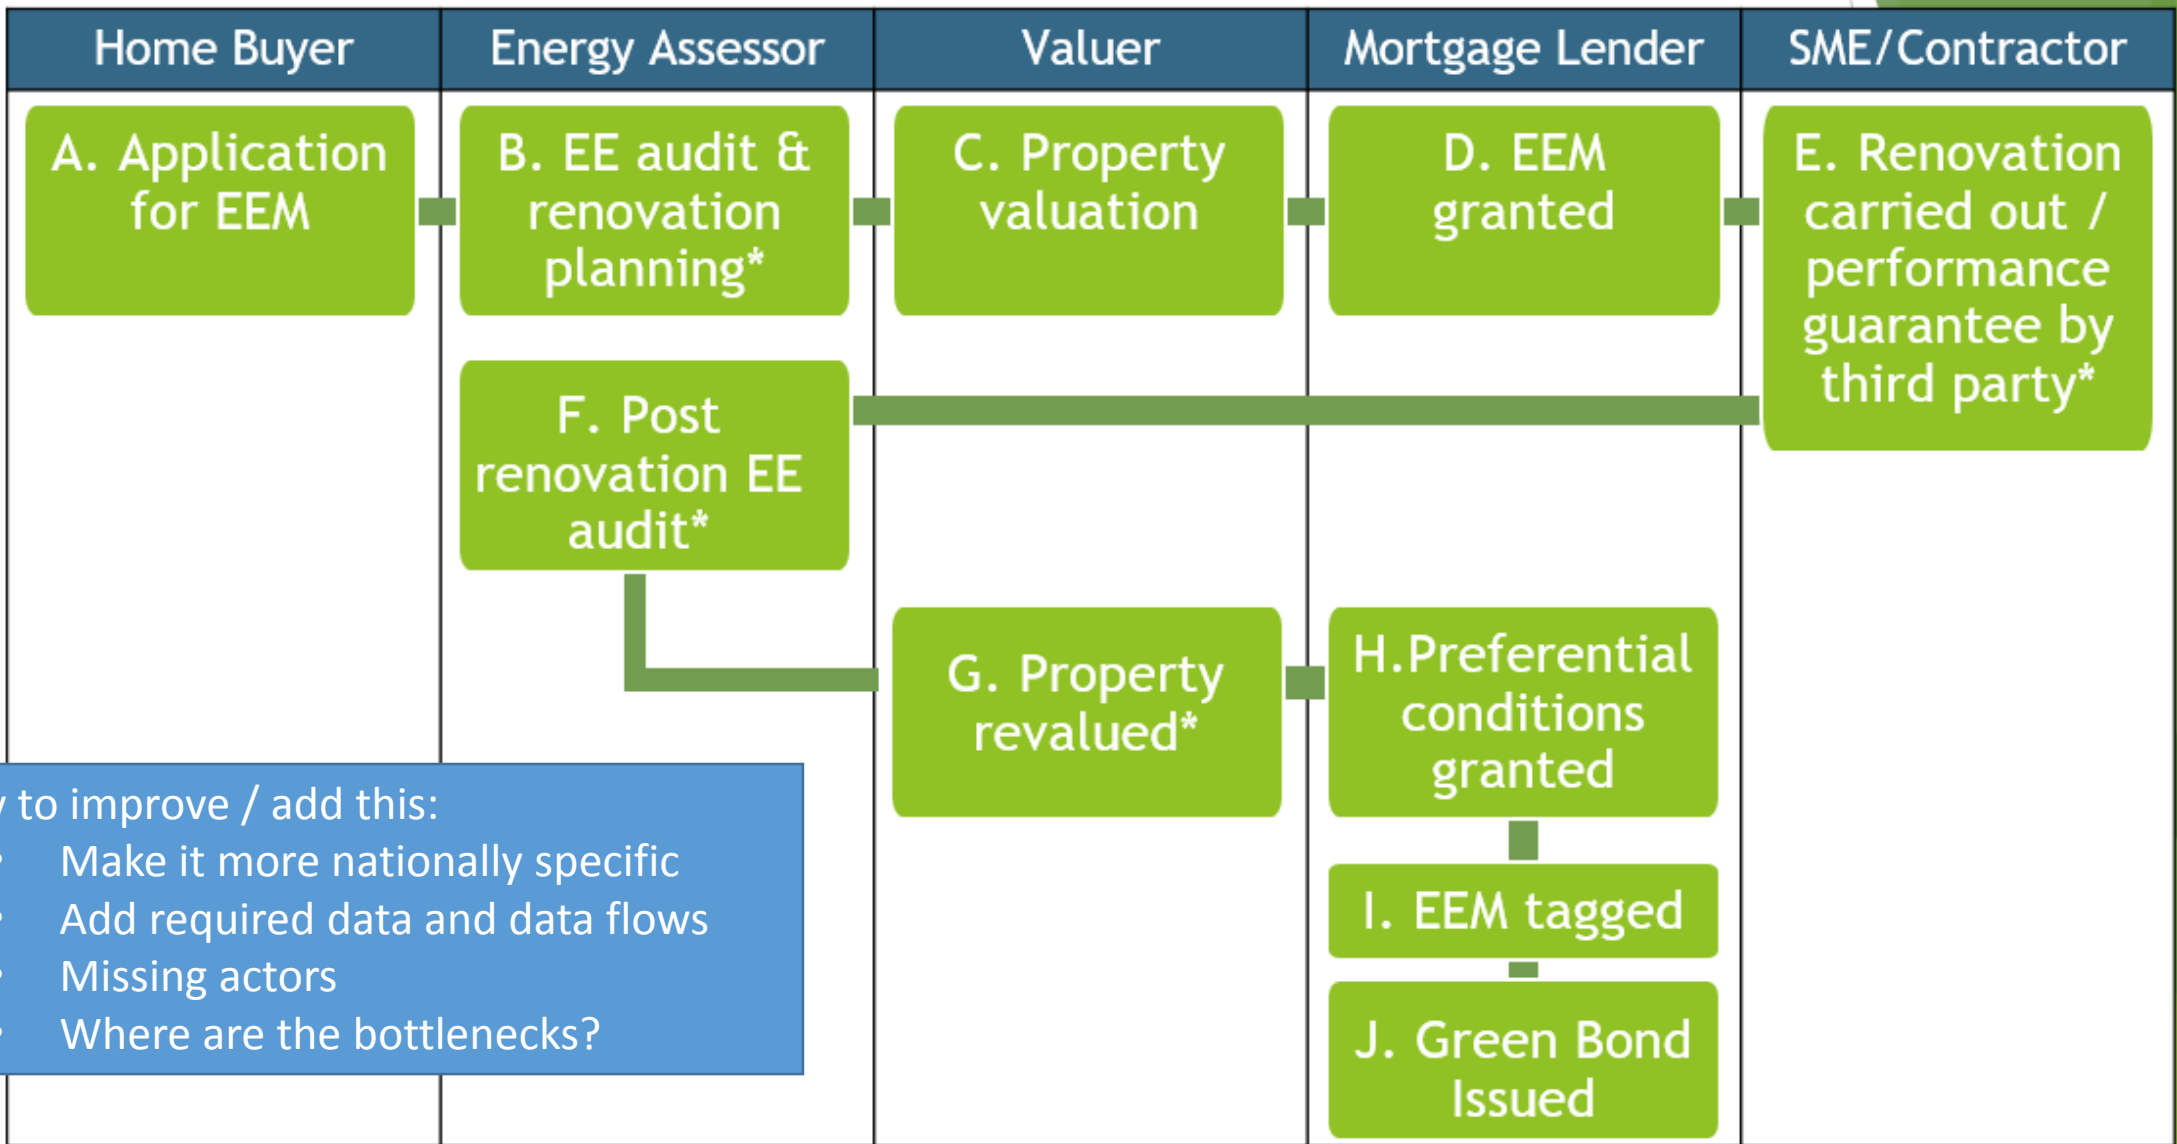 Home Buyer
Energy Assessor
Valuer
Mortgage Lender
SME/Contractor
A. Application
for EEM
B. EE audit &
renovation
planning*
C. Property
valuation
D. EEM
granted
E. Renovation
carried out /
performance
guarantee by
third party*
F. Post
renovation EE
audit*
G. Property
revalued*
H.Preferential
conditions
granted
I. EEM tagged
J. Green Bond
Issued
to improve / add this:
• Make it more nationally specific
• Add required data and data flows
• Missing actors
• Where are the bottlenecks?